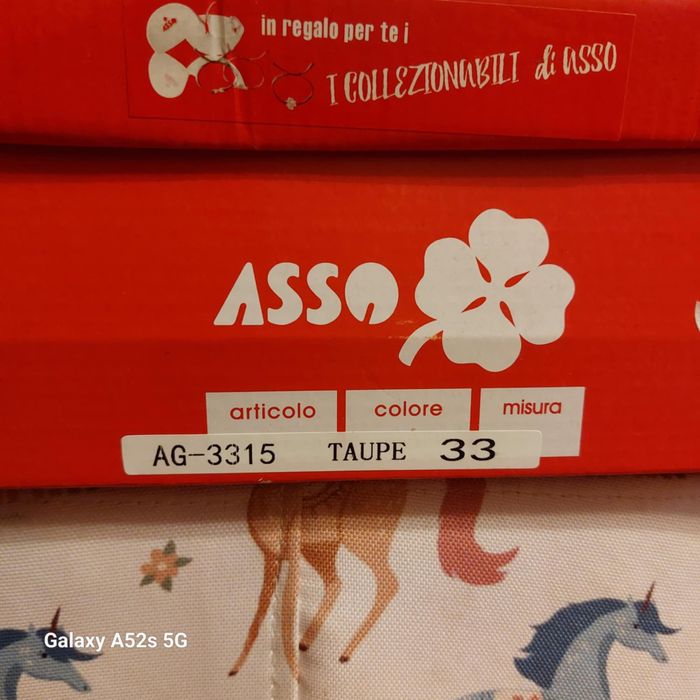 in regalo per te i
I COLLEZIONABILI di ASSO
ASSO
articolo colore misura
AG-3315 TAUPE 33
Galaxy A52s 5G